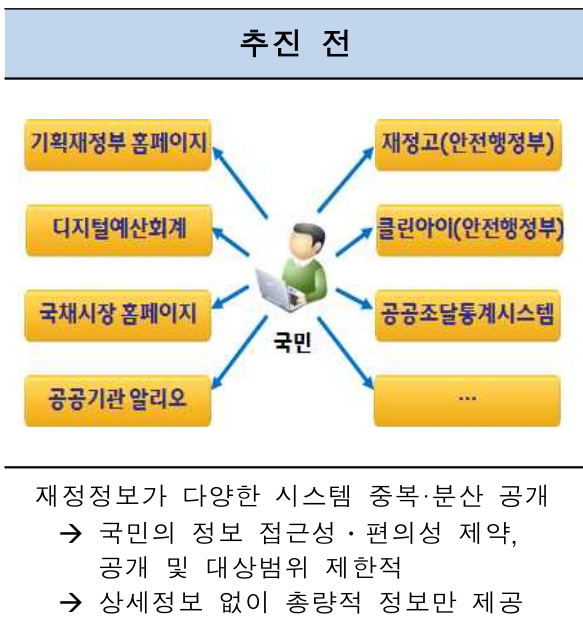 추진 전
기획재정부 홈페이지
재정고(안전행정부)
디지털예산회계
클린아이(안전행정부)
국채시장 홈페이지
공공조달통계시스템
국민
공공기관 알리오
...
재정정보가 다양한 시스템 중복·분산 공개
→ 국민의 정보 접근성·편의성 제약,
공개 및 대상범위 제한적
→ 상세정보 없이 총량적 정보만 제공